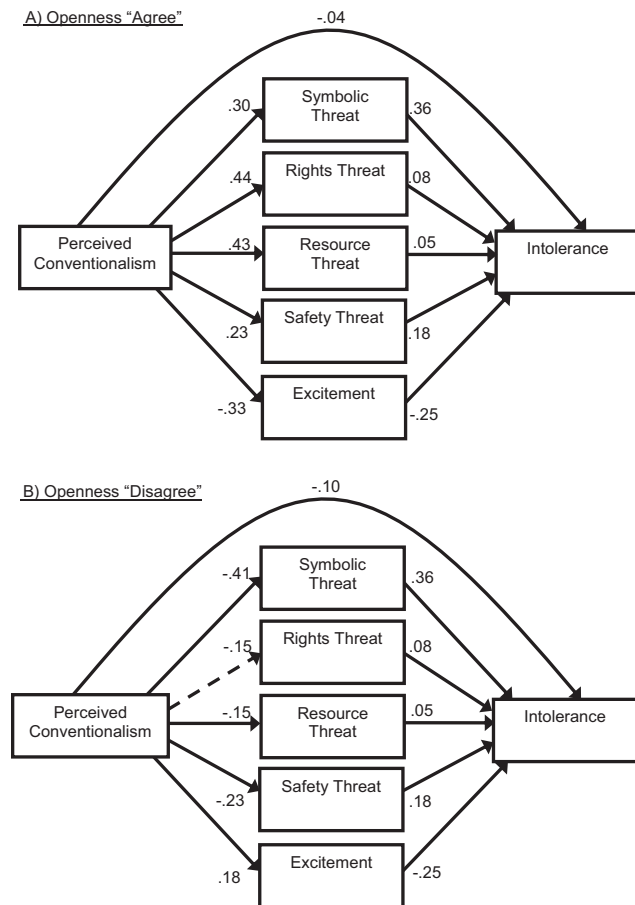 A) Openness “Agree”
-.04
Symbolic
Threat
.30
.36
Rights Threat
.44
.08
Perceived
Conventionalism
.43
Resource
Threat
.05
Intolerance
Safety Threat
.23
.18
Excitement
-.33
-.25
B) Openness “Disagree”
-.10
Symbolic
Threat
-.41
.36
Rights Threat
-.15
.08
Perceived
Conventionalism
-.15
Resource
Threat
.05
Intolerance
Safety Threat
-.23
.18
Excitement
.18
-.25